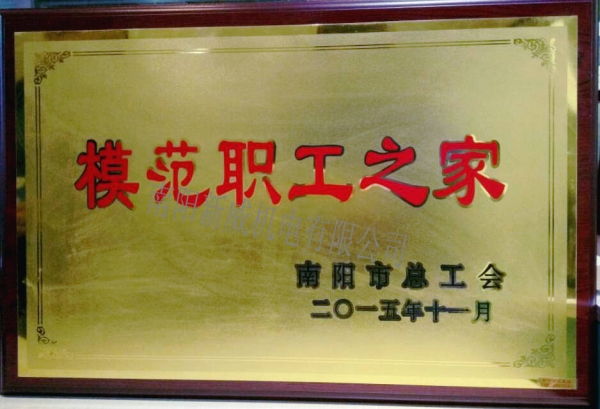 模范职工之家
南阳市总工会
二〇一五年十一月